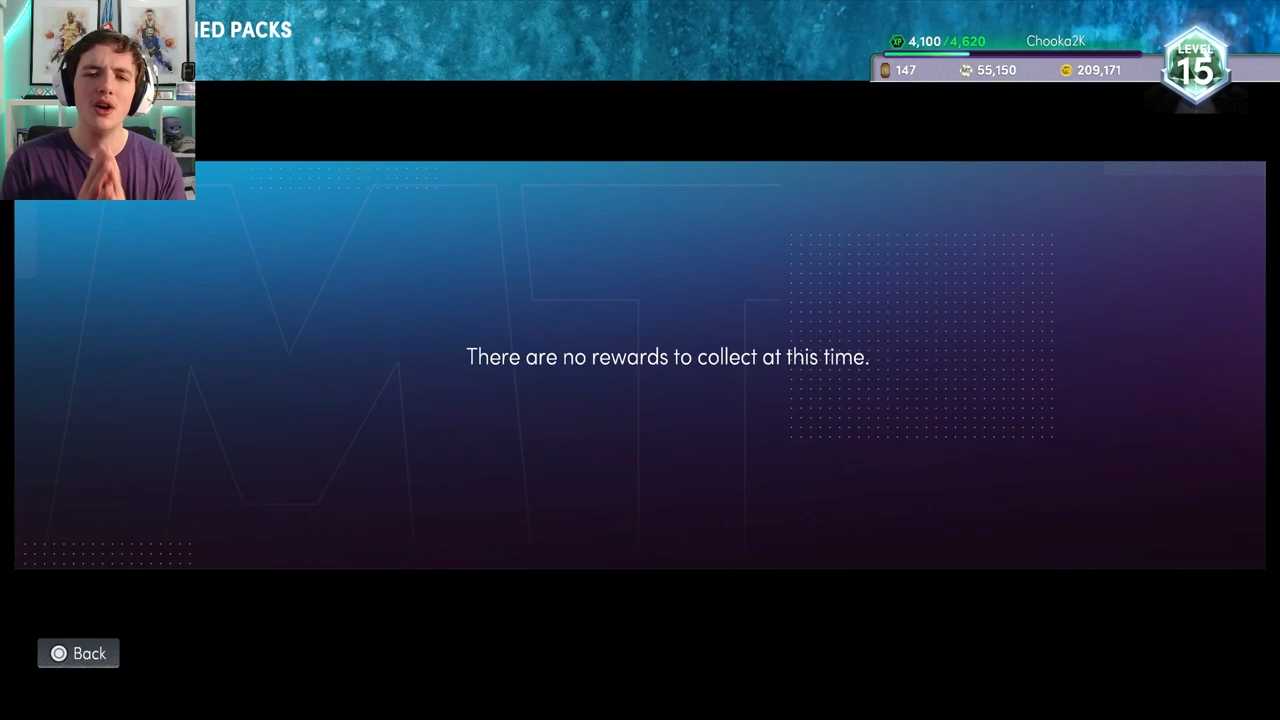 PACKS
4,100/4,620
Chooka2K
LEVEL
15
147
55,150
209,171
MT
There are no rewards to collect at this time.
Back